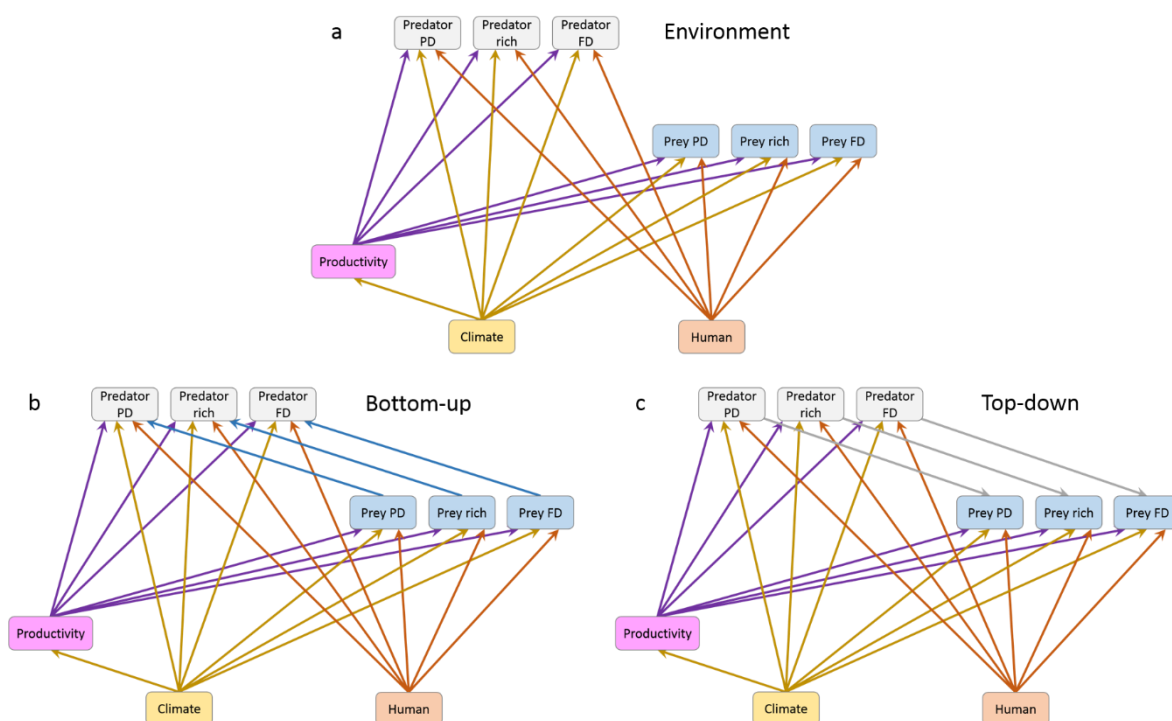 a
Predator
PD
Predator
rich
Predator
FD
Environment
Prey PD
Prey rich
Prey FD
Productivity
Climate
Human
b
Predator
PD
Predator
rich
Predator
FD
Bottom-up
Prey PD
Prey rich
Prey FD
Productivity
Climate
Human
c
Predator
PD
Predator
rich
Predator
FD
Top-down
Prey PD
Prey rich
Prey FD
Productivity
Climate
Human